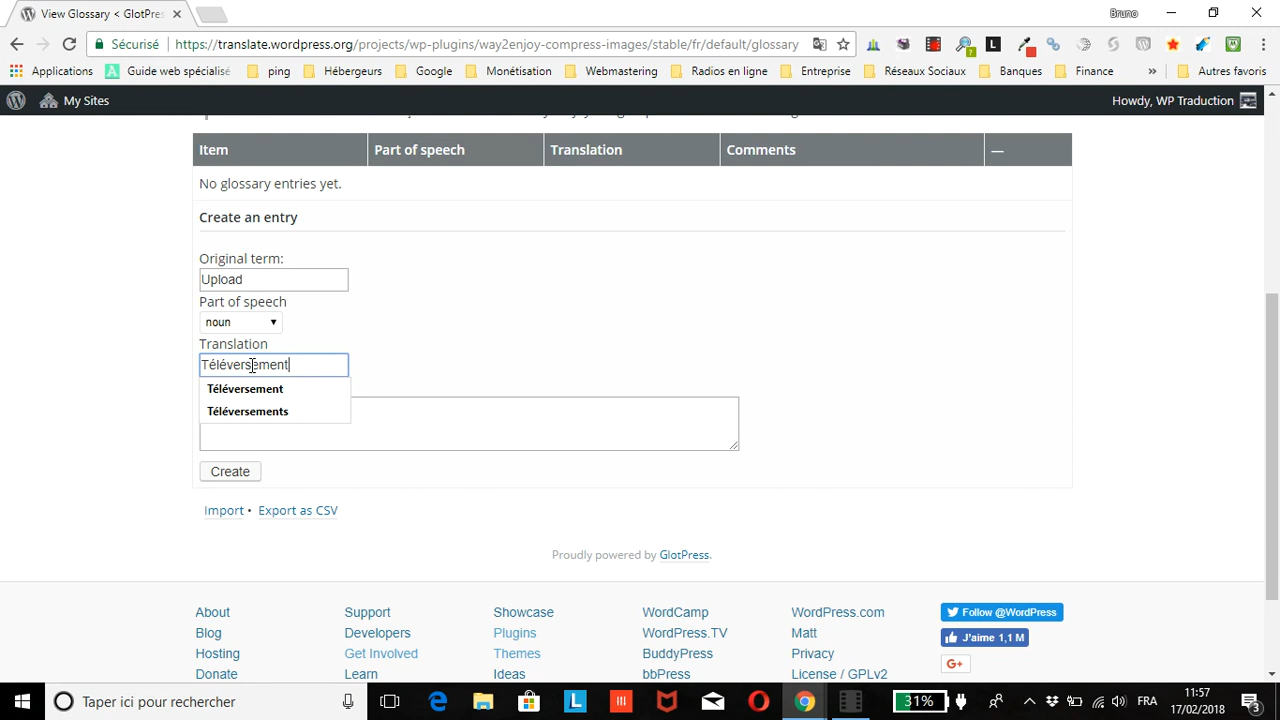 View Glossary < GlotPres
Bruno
Sécurisé
https://translate.wordpress.org/projects/wp-plugins/way2enjoy-compress-images/stable/fr/default/glossary
Applications
Guide web spécialisé
ping
Hébergeurs
Google
Monétisation
Webmastering
Radios en ligne
Entreprise
Réseaux Sociaux
Banques
Finance
»
Autres favoris
My Sites
Howdy, WP Traduction
Item
Part of speech
Translation
Comments
—
No glossary entries yet.
Create an entry
Original term:
Upload
Part of speech
noun
Translation
Téléversement
Téléversement
Téléversements
Create
Import • Export as CSV
Proudly powered by GlotPress.
About
Support
Showcase
WordCamp
WordPress.com
Follow @WordPress
Blog
Developers
Plugins
WordPress.TV
Matt
J'aime 1,1 M
Hosting
Get Involved
Themes
BuddyPress
Privacy
G+
Donate
Learn
Ideas
bbPress
License / GPLv2
Taper ici pour rechercher
31%
FRA
11:57
17/02/2018
3